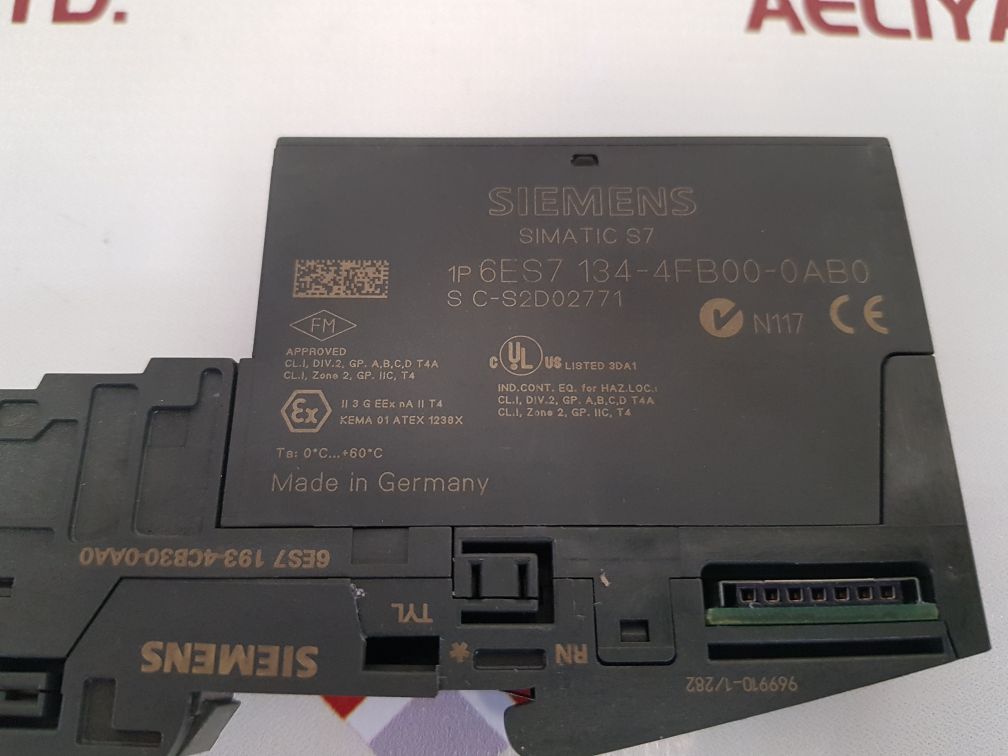 TD.
AELIYA
SIEMENS
SIMATIC S7
1P 6ES7 134-4FB00-0AB0
S C-S2D02771
N117 CE
FM
APPROVED
CL.I, DIV.2, GP. A,B,C,D T4A
CL.I, Zone 2, GP. IIC, T4
C UL US LISTED 3DA1
IND.CONT. EQ. for HAZ.LOC.:
CL.I, DIV.2, GP. A,B,C,D T4A
CL.I, Zone 2, GP. IIC, T4
Ex II 3 G EEx nA II T4
KEMA 01 ATEX 1238X
Ta: 0°C...+60°C
Made in Germany
6ES7 193-4CB30-0AA0
TYL
SIEMENS
*
RN
969910-1/282